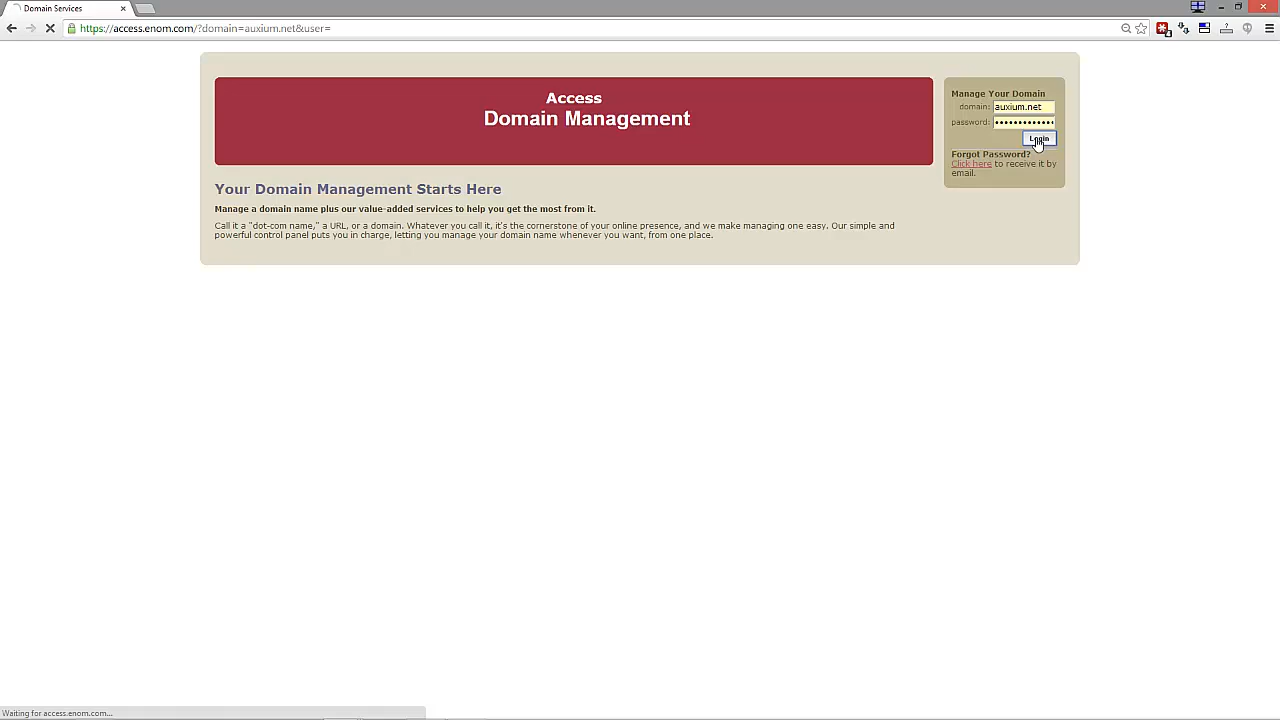 Domain Services
https://access.enom.com/?domain=auxium.net&user=
Access
Domain Management
Your Domain Management Starts Here
Manage a domain name plus our value-added services to help you get the most from it.
Call it a "dot-com name," a URL, or a domain. Whatever you call it, it's the cornerstone of your online presence, and we make managing one easy. Our simple and
powerful control panel puts you in charge, letting you manage your domain name whenever you want, from one place.
Manage Your Domain
domain: auxium.net
password: •••••••••••••
Login
Forgot Password?
Click here to receive it by
email.
Waiting for access.enom.com...